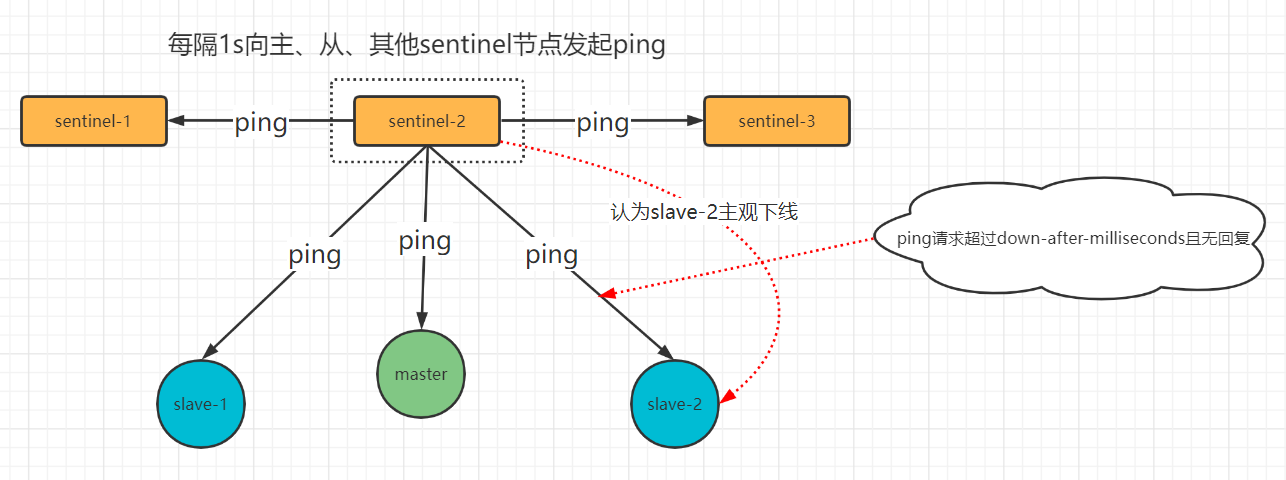 每隔1s向主、从、其他sentinel节点发起ping
sentinel-1
ping
sentinel-2
ping
sentinel-3
认为slave-2主观下线
ping请求超过down-after-milliseconds且无回复
ping
ping
ping
slave-1
master
slave-2